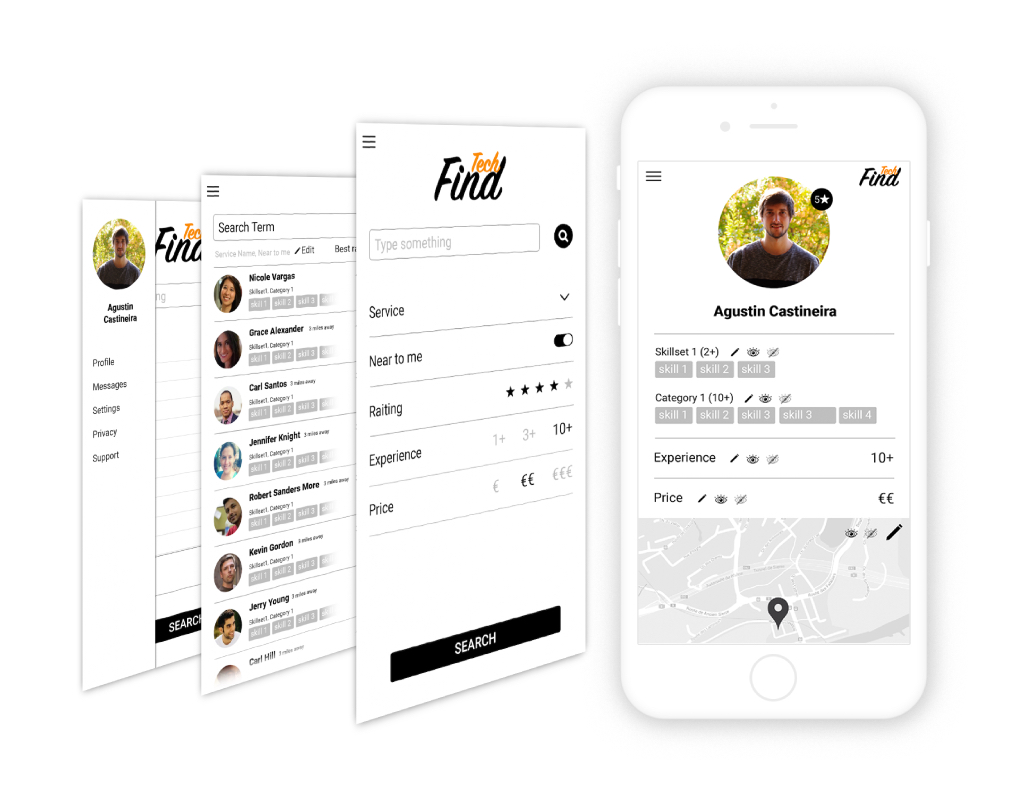 Agustin
Castineira
Profile
Messages
Settings
Privacy
Support
Tech
Find
ng
SEARCH
Search Term
Service Name, Near to me Edit Best ra
Nicole Vargas
Skillset1, Category 1
skill 1 skill 2 skill 3
Grace Alexander 3 miles away
Skillset1, Category 1
skill 1 skill 2 skill 3
Carl Santos 3 miles away
Skillset1, Category 1
skill 1 skill 2 skill 3
Jennifer Knight 3 miles away
Skillset1, Category 1
skill 1 skill 2 skill 3
Robert Sanders More 3 miles away
Skillset1, Category 1
skill 1 skill 2 skill 3
Kevin Gordon 3 miles away
Skillset1, Category 1
skill 1 skill 2 skill 3
Jerry Young 3 miles away
Skillset1, Category 1
skill 1 skill 2 skill 3
Carl Hill 3 miles away
Tech
Find
Type something
Service
Near to me
Raiting
Experience 1+ 3+ 10+
Price € €€ €€€
SEARCH
Tech
Find
5★
Agustin Castineira
Skillset 1 (2+)
skill 1 skill 2 skill 3
Category 1 (10+)
skill 1 skill 2 skill 3 skill 3 skill 4
Experience 10+
Price €€